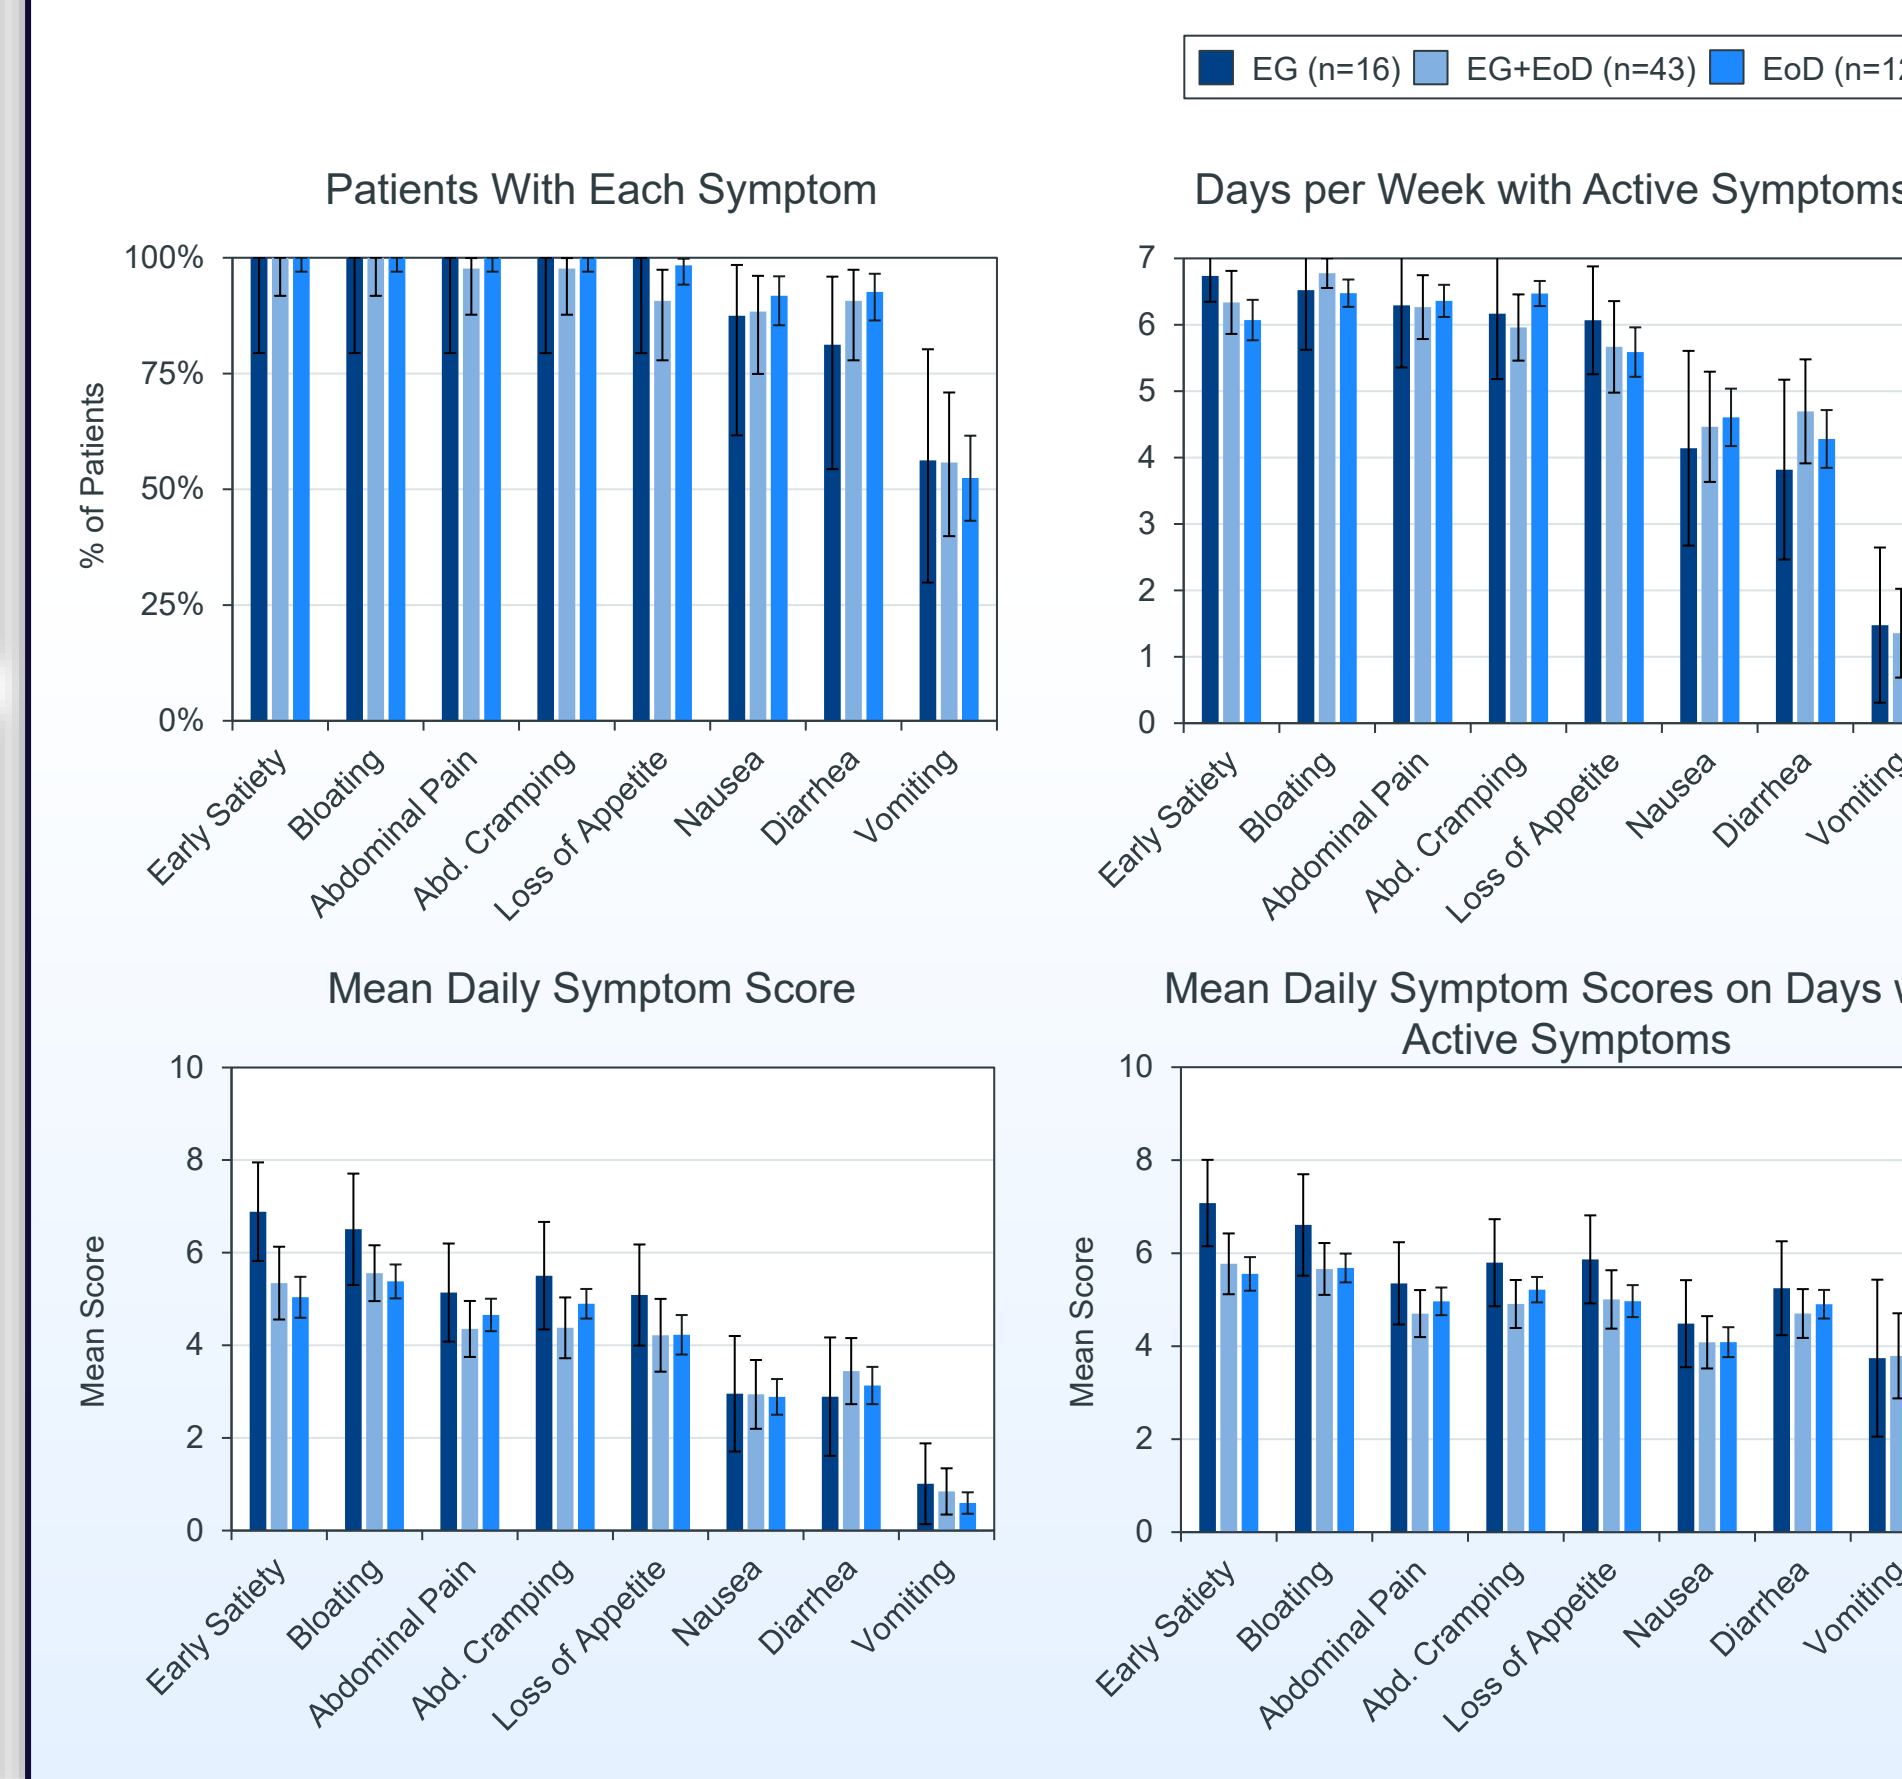 EG (n=16) EG+EoD (n=43) EoD (n=12
Patients With Each Symptom
100%
75%
50%
25%
0%
% of Patients
Early Satiety
Bloating
Abdominal Pain
Abd. Cramping
Loss of Appetite
Nausea
Diarrhea
Vomiting
Days per Week with Active Symptoms
7
6
5
4
3
2
1
0
Early Satiety
Bloating
Abdominal Pain
Abd. Cramping
Loss of Appetite
Nausea
Diarrhea
Vomiting
Mean Daily Symptom Score
10
8
6
4
2
0
Mean Score
Early Satiety
Bloating
Abdominal Pain
Abd. Cramping
Loss of Appetite
Nausea
Diarrhea
Vomiting
Mean Daily Symptom Scores on Days
Active Symptoms
10
8
6
4
2
0
Mean Score
Early Satiety
Bloating
Abdominal Pain
Abd. Cramping
Loss of Appetite
Nausea
Diarrhea
Vomiting